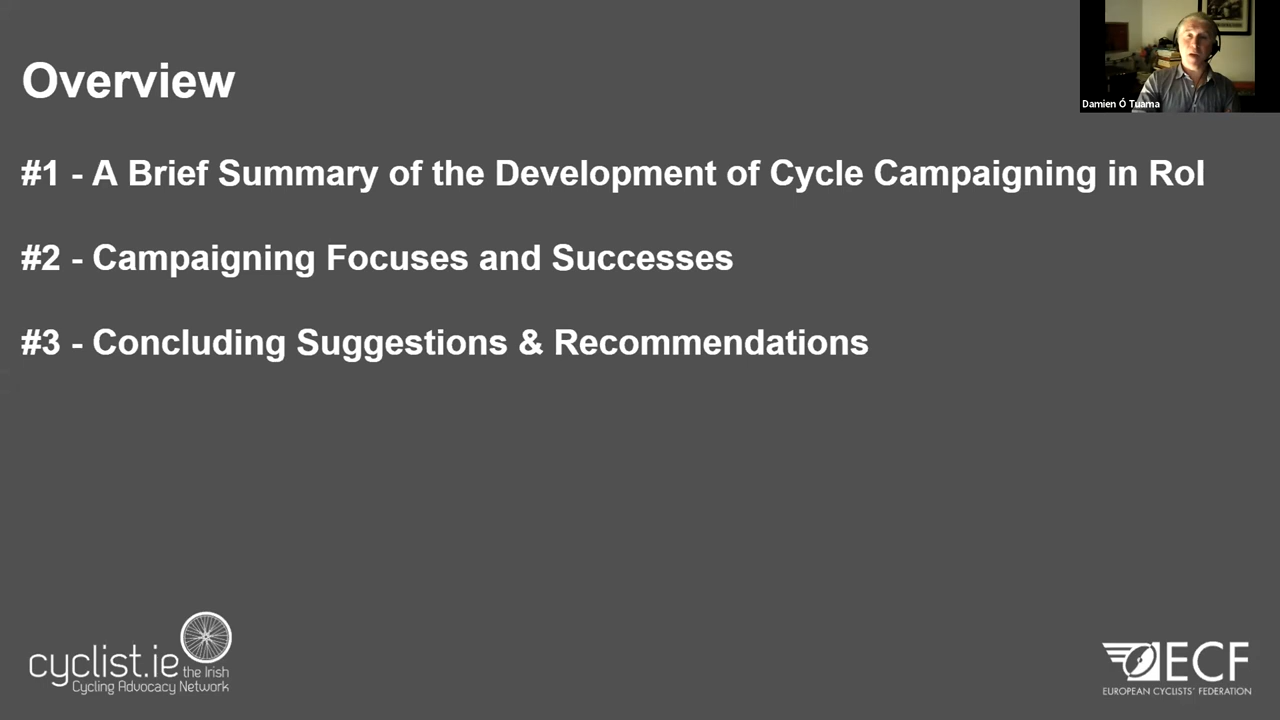 Overview
Damien Ó Tuama
#1 - A Brief Summary of the Development of Cycle Campaigning in RoI
#2 - Campaigning Focuses and Successes
#3 - Concluding Suggestions & Recommendations
cyclist.ie the Irish
Cycling Advocacy Network
ECF
EUROPEAN CYCLISTS' FEDERATION